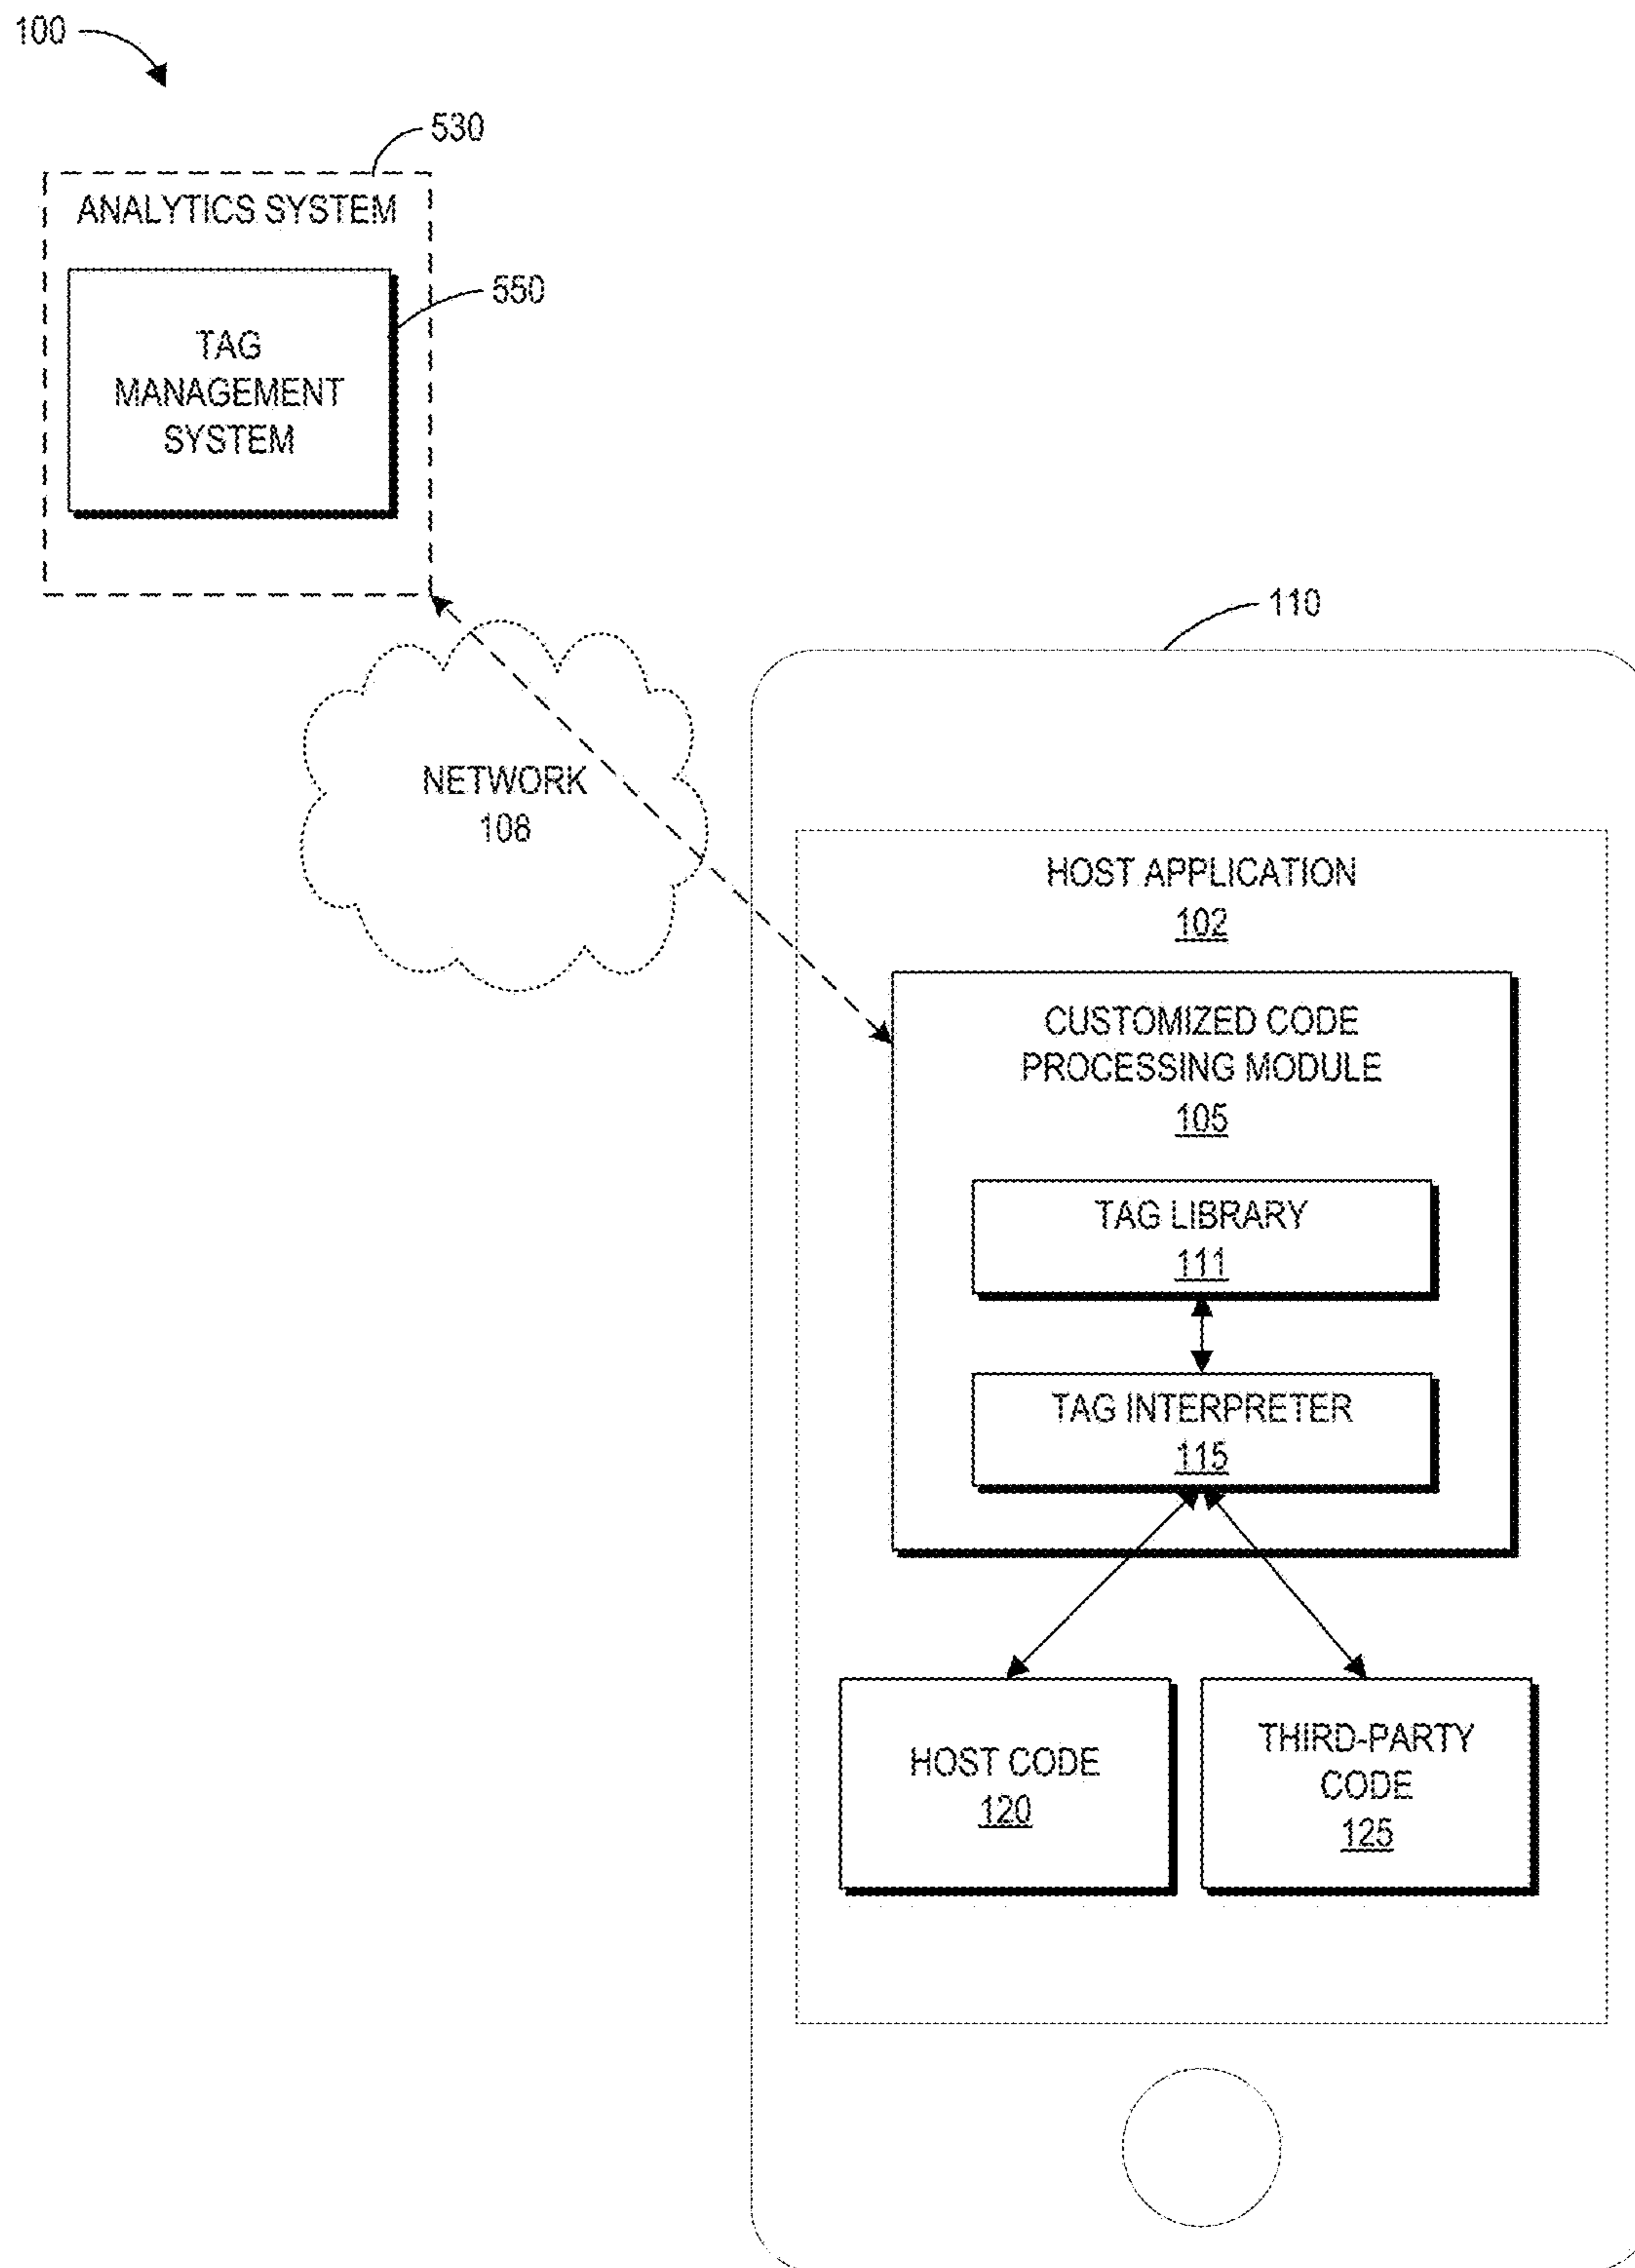 100
530
ANALYTICS SYSTEM
550
TAG
MANAGEMENT
SYSTEM
110
NETWORK
108
HOST APPLICATION
102
CUSTOMIZED CODE
PROCESSING MODULE
105
TAG LIBRARY
111
TAG INTERPRETER
115
HOST CODE
120
THIRD-PARTY
CODE
125